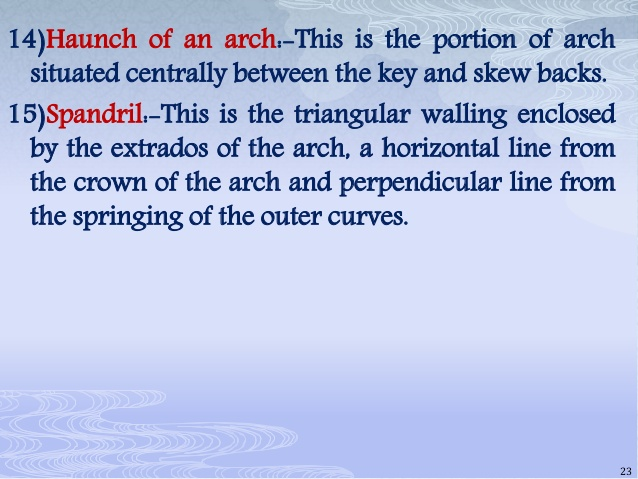 14)Haunch of an arch:-This is the portion of arch
situated centrally between the key and skew backs.
15)Spandril:-This is the triangular walling enclosed
by the extrados of the arch, a horizontal line from
the crown of the arch and perpendicular line from
the springing of the outer curves.
23